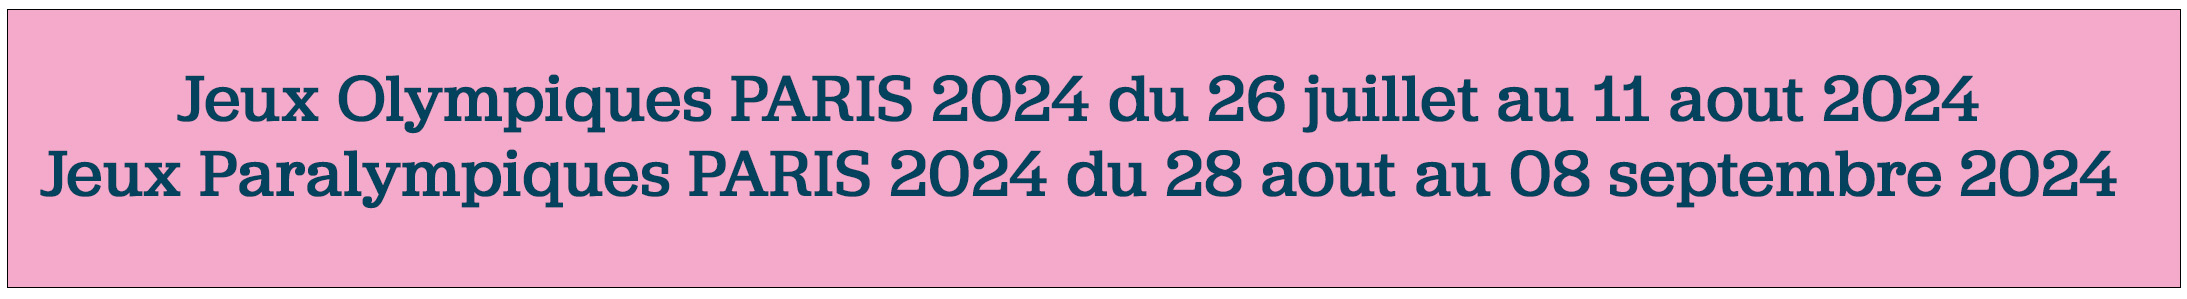 Jeux Olympiques PARIS 2024 du 26 juillet au 11 aout 2024
Jeux Paralympiques PARIS 2024 du 28 aout au 08 septembre 2024